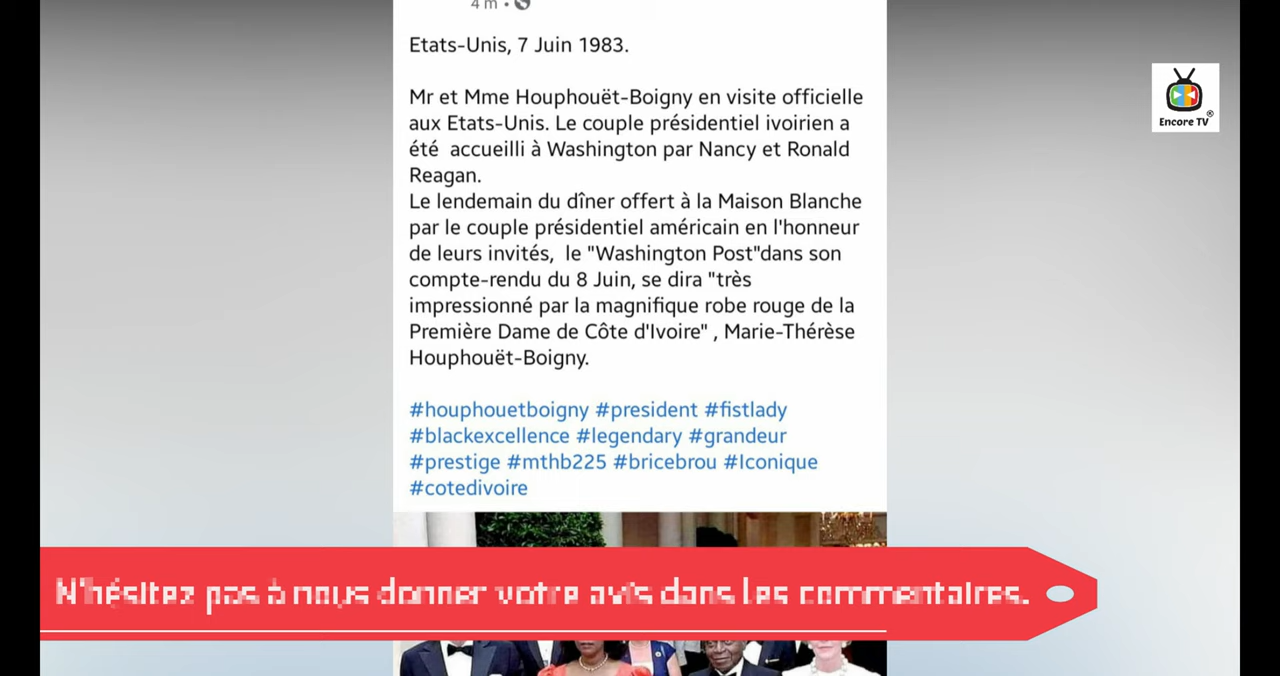 4 m
Etats-Unis, 7 Juin 1983.
Mr et Mme Houphouët-Boigny en visite officielle
aux Etats-Unis. Le couple présidentiel ivoirien a
été accueilli à Washington par Nancy et Ronald
Reagan.
Le lendemain du dîner offert à la Maison Blanche
par le couple présidentiel américain en l'honneur
de leurs invités, le "Washington Post"dans son
compte-rendu du 8 Juin, se dira "très
impressionné par la magnifique robe rouge de la
Première Dame de Côte d'Ivoire" , Marie-Thérèse
Houphouët-Boigny.
#houphouetboigny #president #fistlady
#blackexcellence #legendary #grandeur
#prestige #mthb225 #bricebrou #Iconique
#cotedivoire
Encore TV®
N'hésitez pas à nous donner votre avis dans les commentaires.